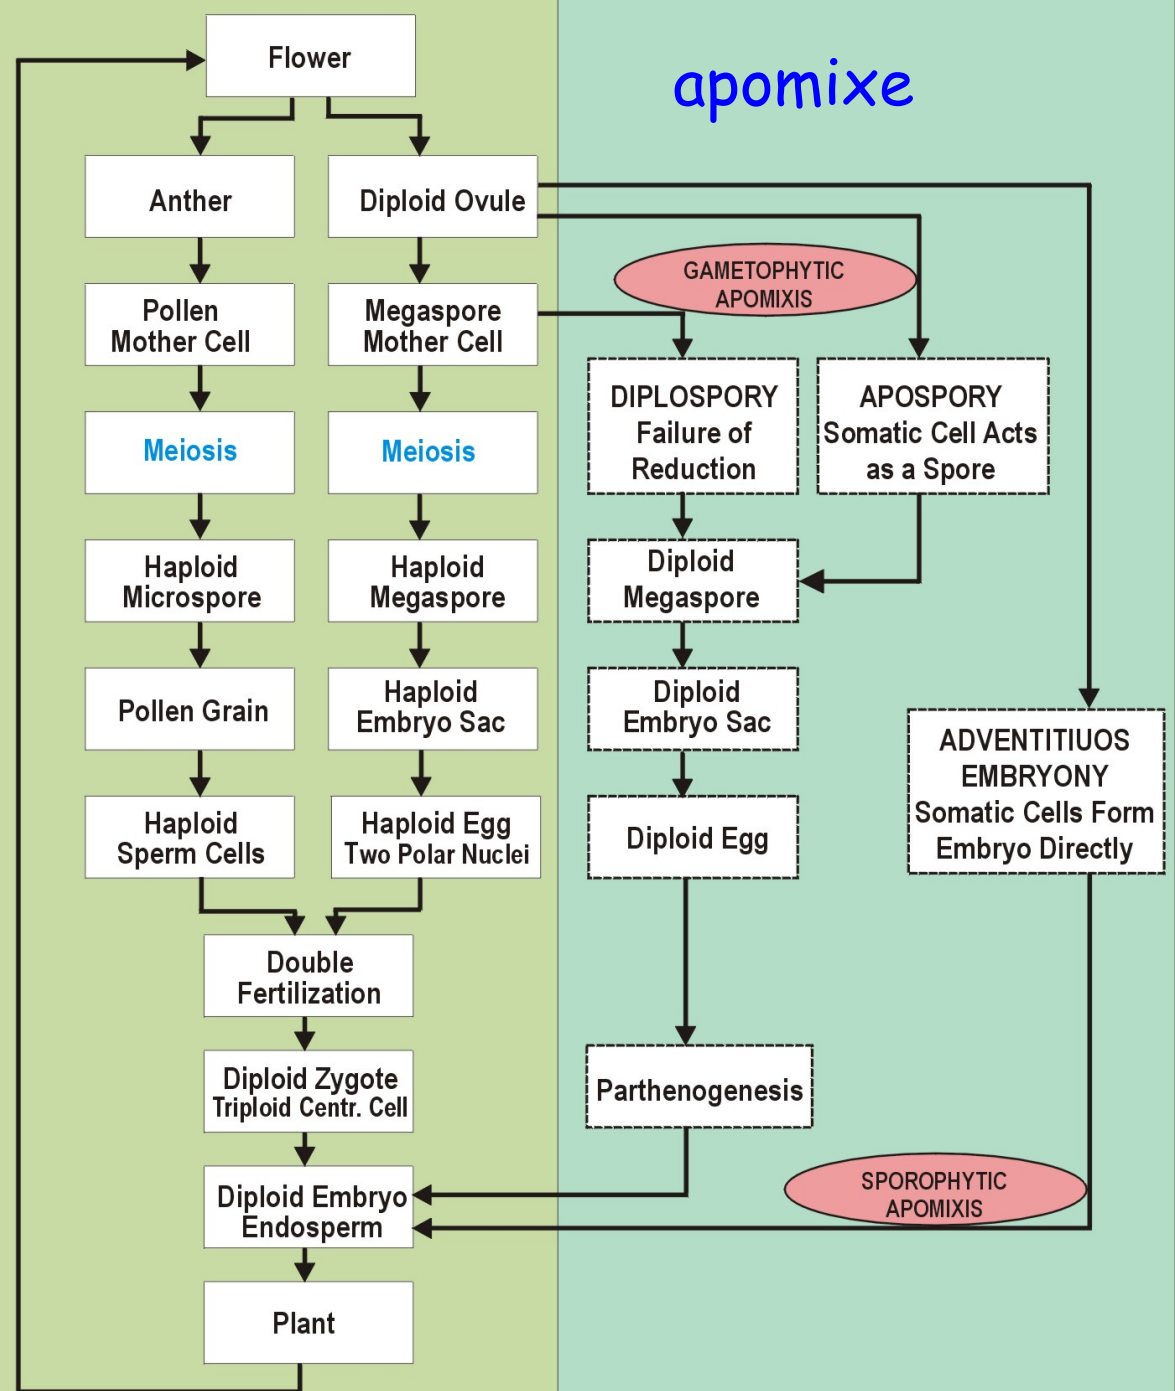 Flower
apomixe
Anther
Diploid Ovule
GAMETOPHYTIC
APOMIXIS
Pollen
Mother Cell
Megaspore
Mother Cell
DIPLOSPORY
Failure of
Reduction
APOSPORY
Somatic Cell Acts
as a Spore
Meiosis
Meiosis
Haploid
Microspore
Haploid
Megaspore
Diploid
Megaspore
Pollen Grain
Haploid
Embryo Sac
Diploid
Embryo Sac
ADVENTITIUOS
EMBRYONY
Somatic Cells Form
Embryo Directly
Haploid
Sperm Cells
Haploid Egg
Two Polar Nuclei
Diploid Egg
Double
Fertilization
Diploid Zygote
Triploid Centr. Cell
Parthenogenesis
Diploid Embryo
Endosperm
SPOROPHYTIC
APOMIXIS
Plant